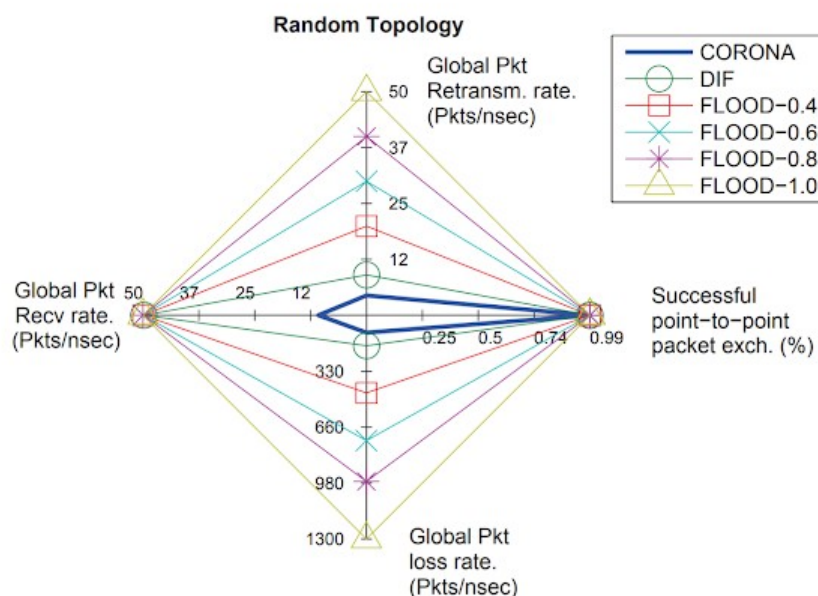 Random Topology
Global Pkt
Retransm. rate.
(Pkts/nsec)
CORONA
DIF
FLOOD−0.4
FLOOD−0.6
FLOOD−0.8
FLOOD−1.0
50
37
25
12
Global Pkt
Recv rate.
(Pkts/nsec)
50 37 25 12
0.25 0.5 0.74 0.99
Successful
point−to−point
packet exch. (%)
330
660
980
1300
Global Pkt
loss rate.
(Pkts/nsec)